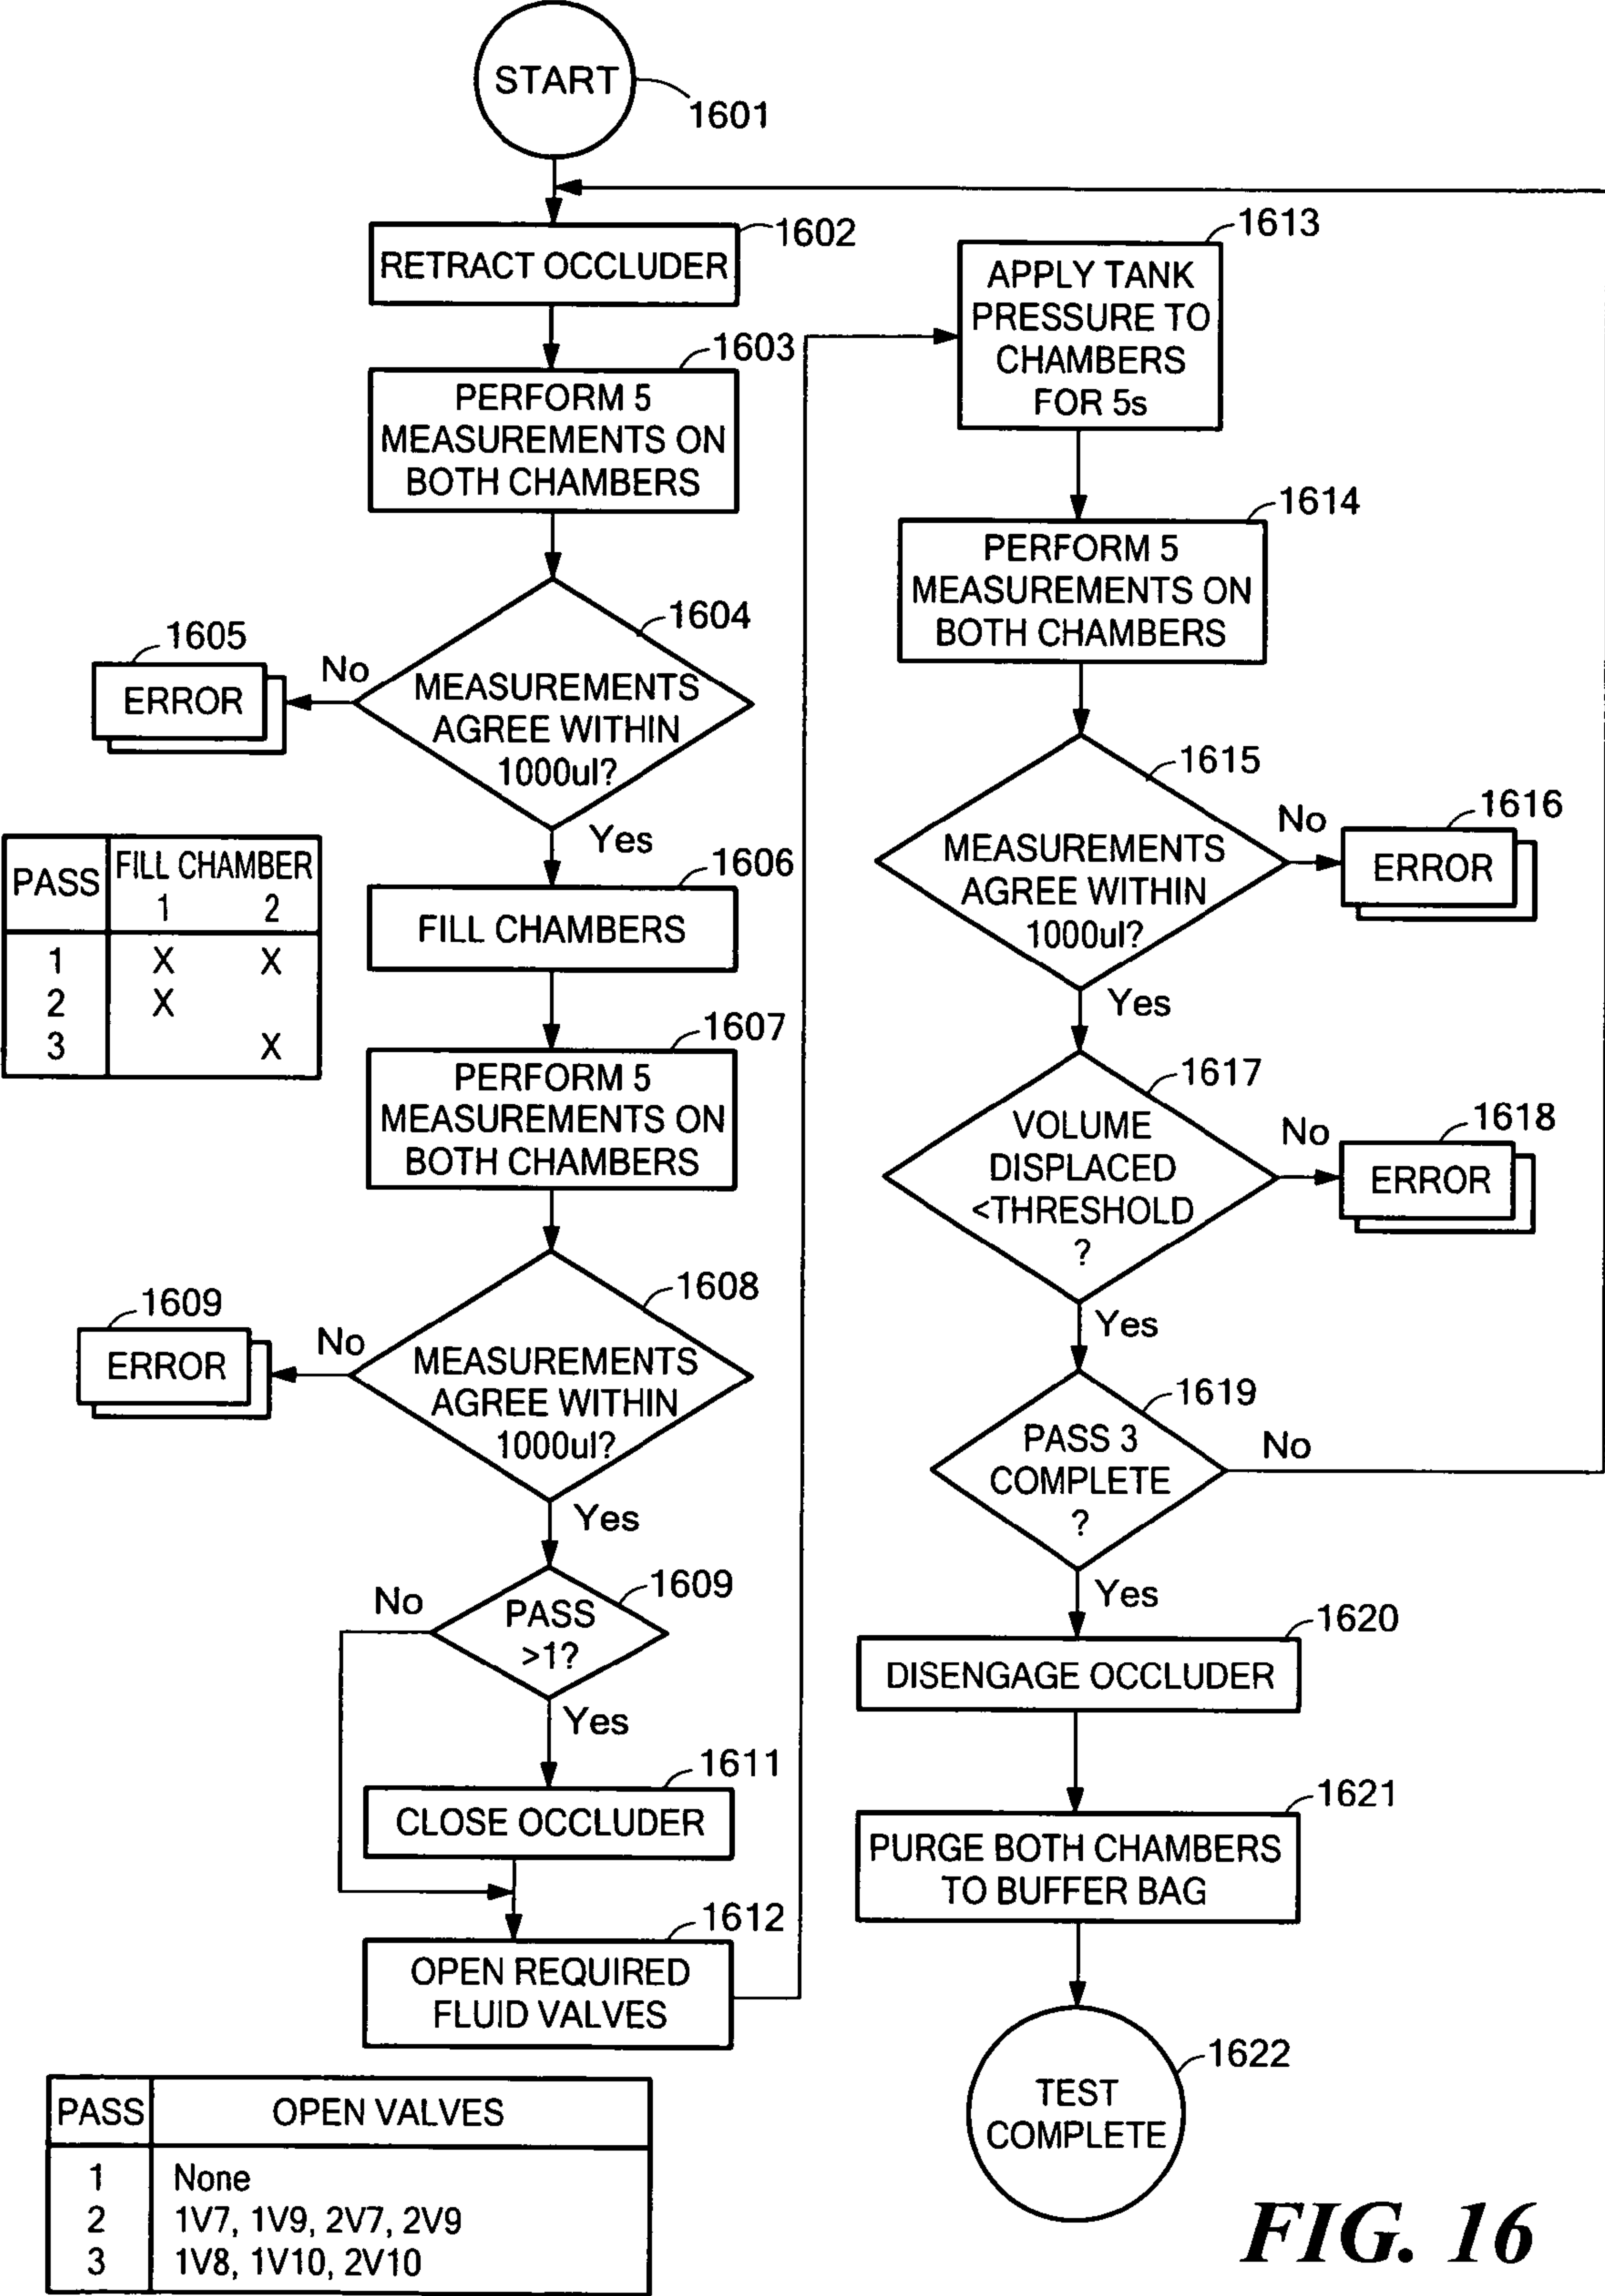 START
1601
1602
RETRACT OCCLUDER
1603
PERFORM 5
MEASUREMENTS ON
BOTH CHAMBERS
1604
MEASUREMENTS
AGREE WITHIN
1000ul?
No
1605
ERROR
Yes
PASS FILL CHAMBER
1 2
1 X X
2 X
3 X
1606
FILL CHAMBERS
1607
PERFORM 5
MEASUREMENTS ON
BOTH CHAMBERS
1608
MEASUREMENTS
AGREE WITHIN
1000ul?
No
1609
ERROR
Yes
1609
PASS
>1?
No
Yes
1611
CLOSE OCCLUDER
1612
OPEN REQUIRED
FLUID VALVES
PASS OPEN VALVES
1 None
2 1V7, 1V9, 2V7, 2V9
3 1V8, 1V10, 2V10
1613
APPLY TANK
PRESSURE TO
CHAMBERS
FOR 5s
1614
PERFORM 5
MEASUREMENTS ON
BOTH CHAMBERS
1615
MEASUREMENTS
AGREE WITHIN
1000ul?
No
1616
ERROR
Yes
1617
VOLUME
DISPLACED
<THRESHOLD
?
No
1618
ERROR
Yes
1619
PASS 3
COMPLETE
?
No
Yes
1620
DISENGAGE OCCLUDER
1621
PURGE BOTH CHAMBERS
TO BUFFER BAG
1622
TEST
COMPLETE
FIG. 16